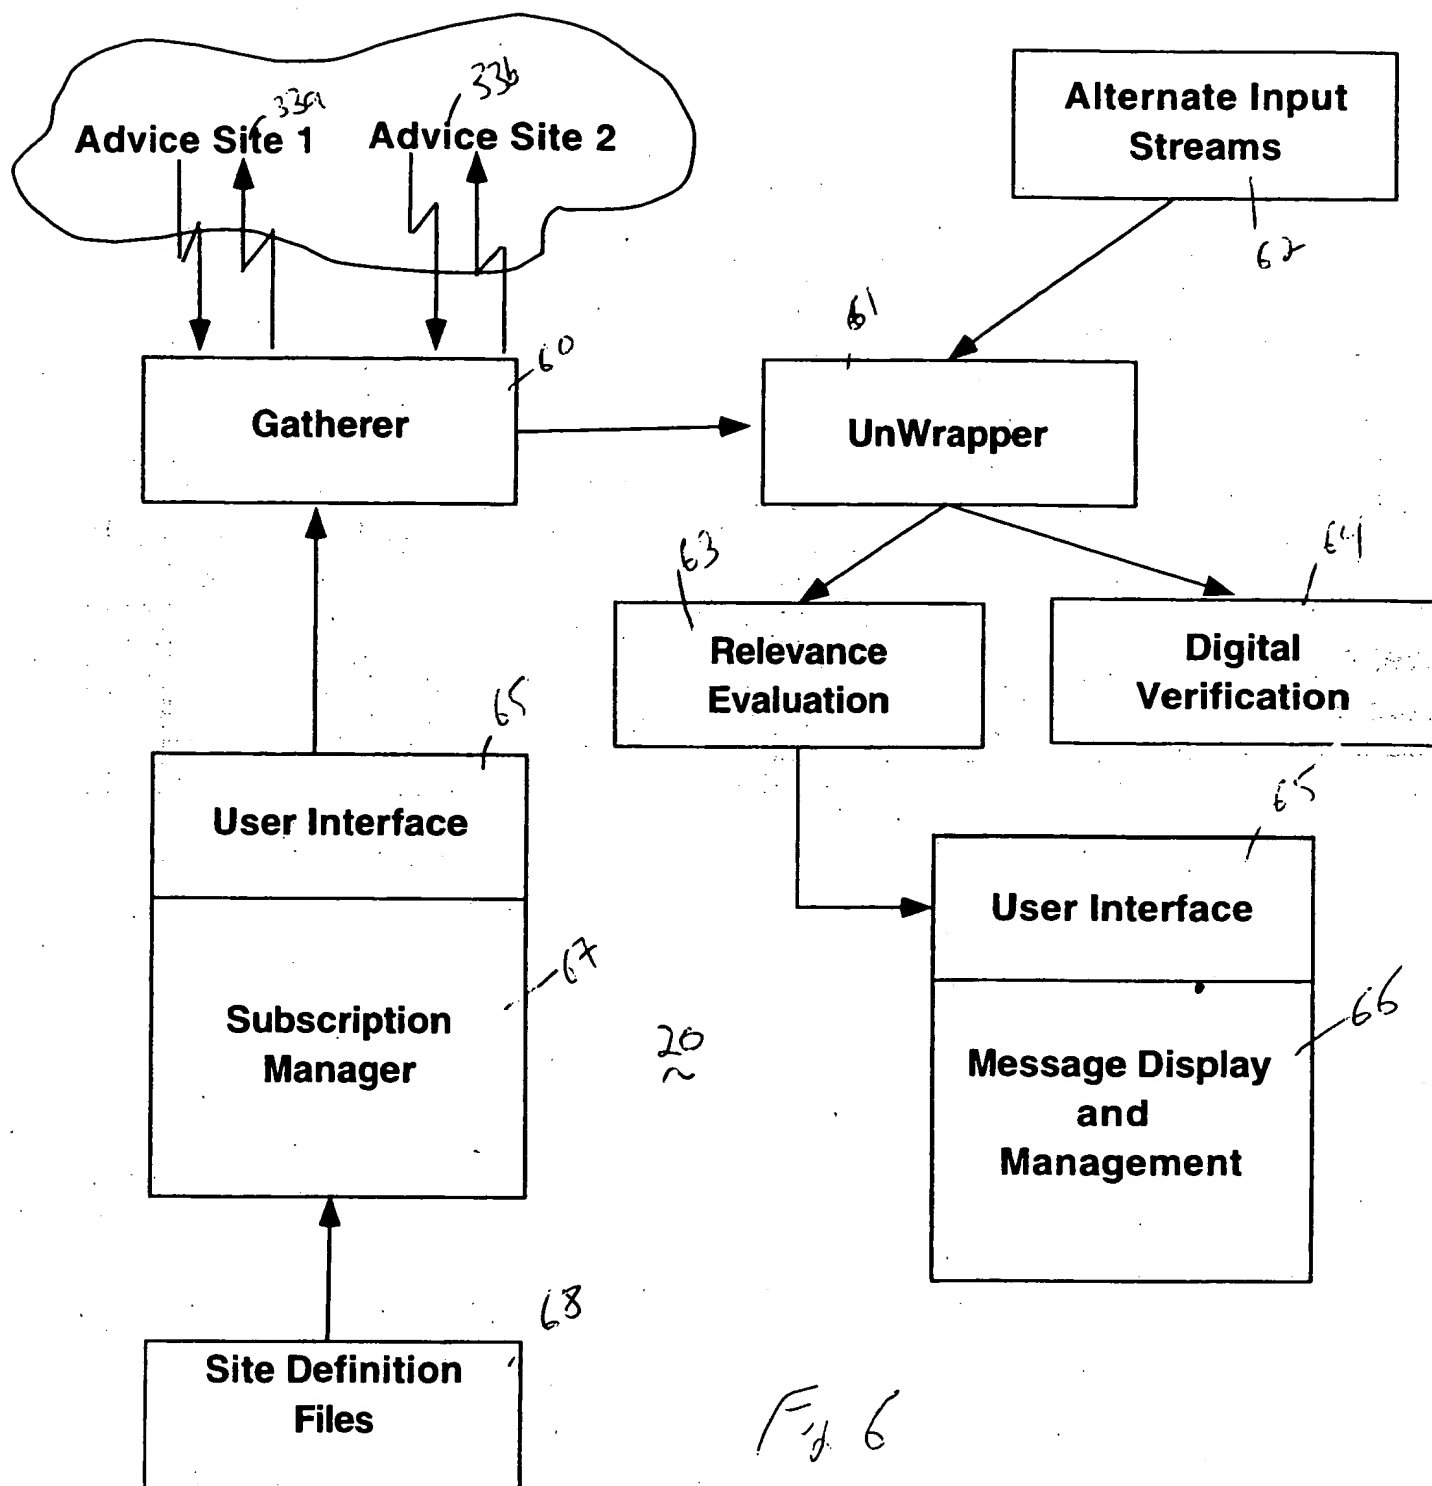 33a
33b
Advice Site 1
Advice Site 2
Alternate Input
Streams
62
61
60
Gatherer
UnWrapper
63
64
Relevance
Evaluation
Digital
Verification
65
User Interface
65
User Interface
67
Subscription
Manager
20
66
Message Display
and
Management
68
Site Definition
Files
Fig 6